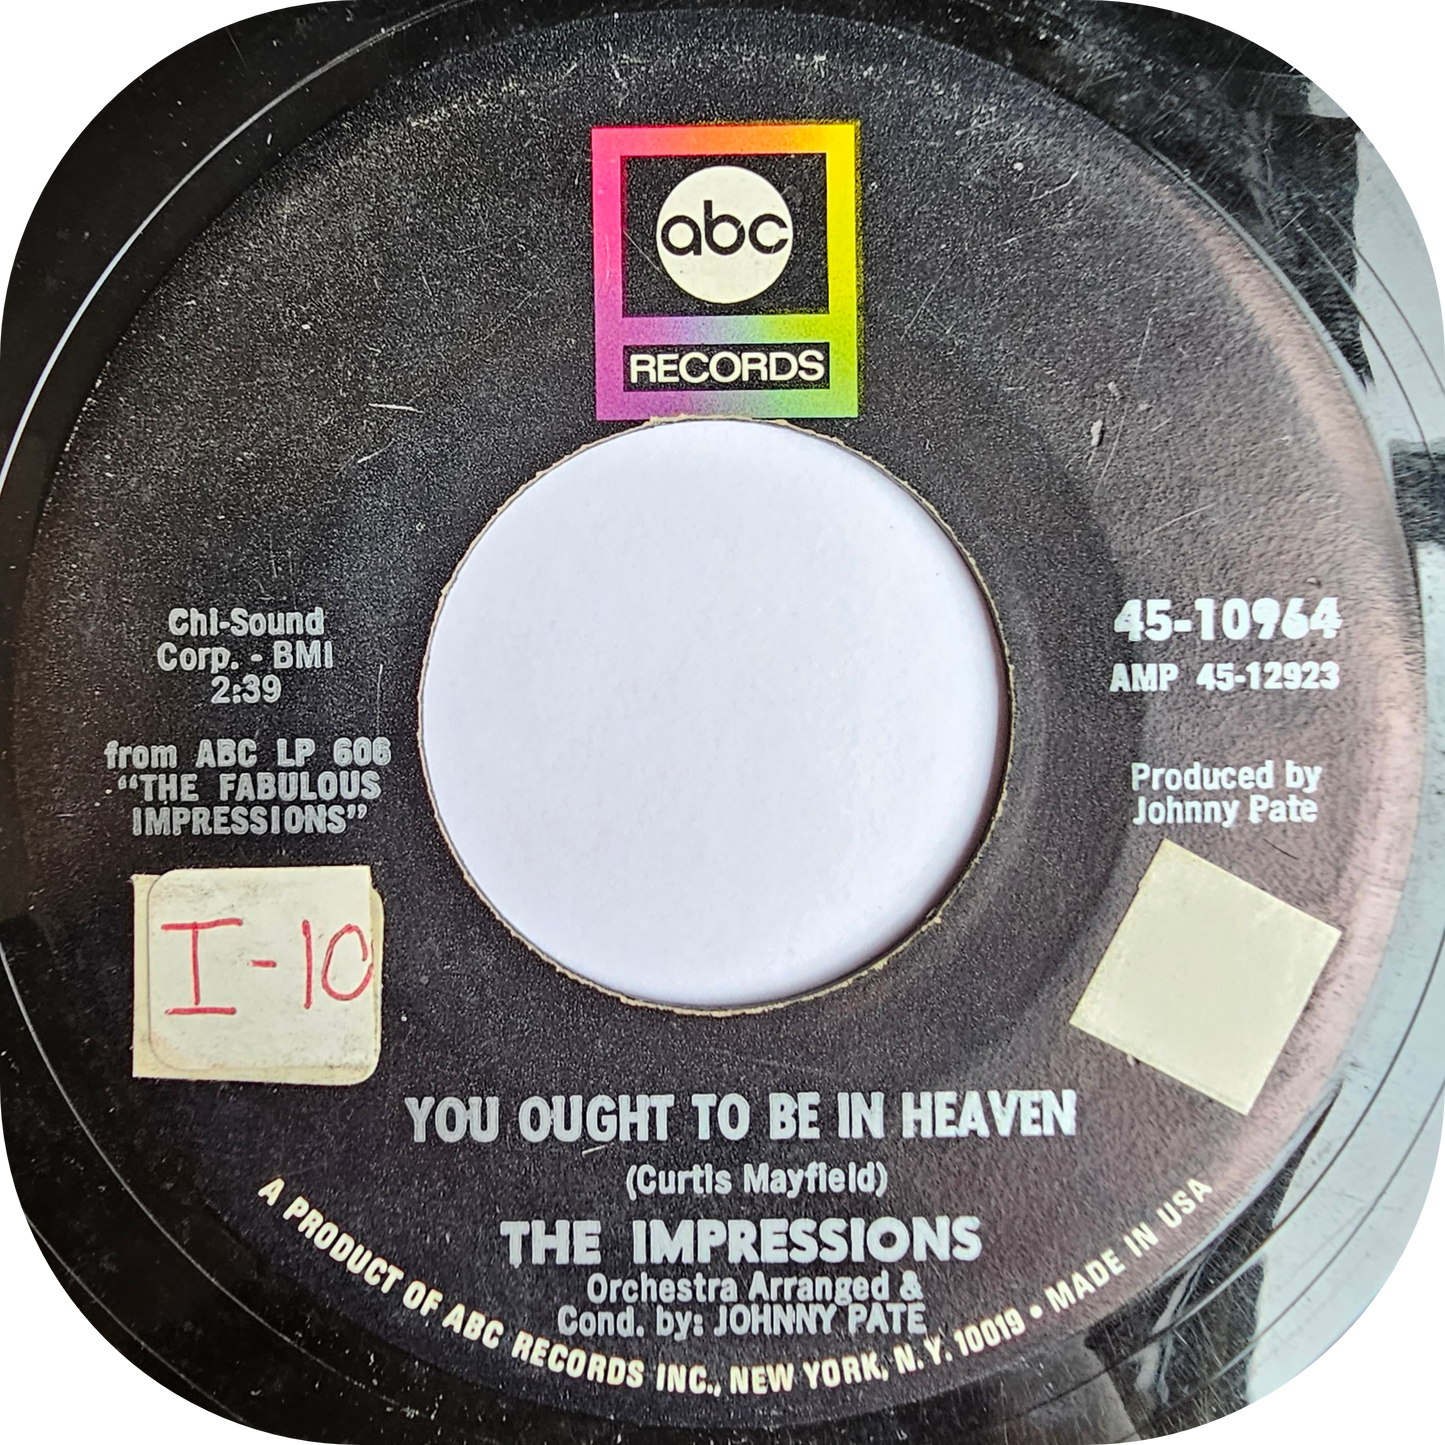 abc
RECORDS
Chi-Sound
Corp. - BMI
2:39
from ABC LP 606
"THE FABULOUS
IMPRESSIONS"
45-10964
AMP 45-12923
Produced by
Johnny Pate
I-10
YOU OUGHT TO BE IN HEAVEN
(Curtis Mayfield)
THE IMPRESSIONS
Orchestra Arranged &
Cond. by: JOHNNY PATE
A PRODUCT OF ABC RECORDS INC., NEW YORK, N.Y. 10019 • MADE IN USA